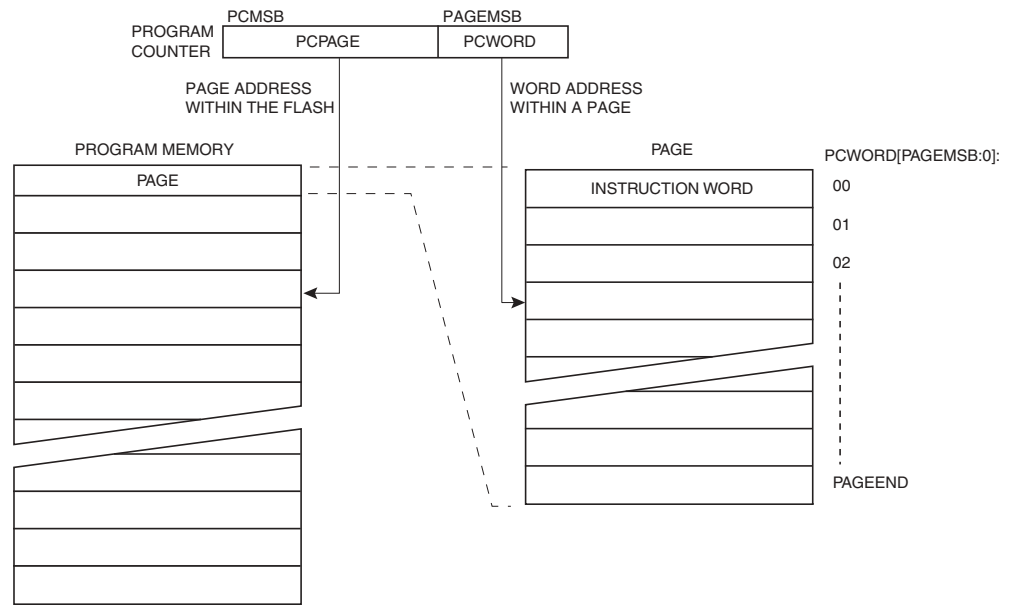 PCMSB
PAGEMSB
PROGRAM
COUNTER
PCPAGE
PCWORD
PAGE ADDRESS
WITHIN THE FLASH
WORD ADDRESS
WITHIN A PAGE
PROGRAM MEMORY
PAGE
PAGE
PCWORD[PAGEMSB:0]:
INSTRUCTION WORD
00
01
02
PAGEEND